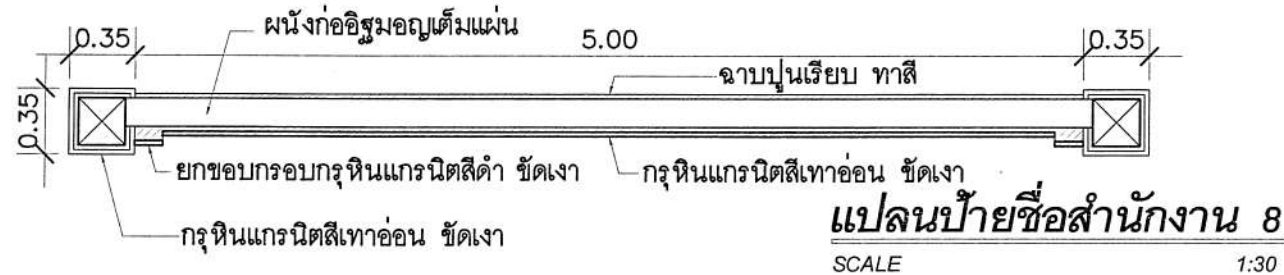 ผนังก่ออิฐมอญเต็มแผ่น
0.35
5.00
0.35
ฉาบปูนเรียบ ทาสี
0.35
ยกขอบกรอบกรุหินแกรนิตสีดำ ขัดเงา
กรุหินแกรนิตสีเทาอ่อน ขัดเงา
กรุหินแกรนิตสีเทาอ่อน ขัดเงา
แปลนป้ายชื่อสำนักงาน 8
SCALE 1:30